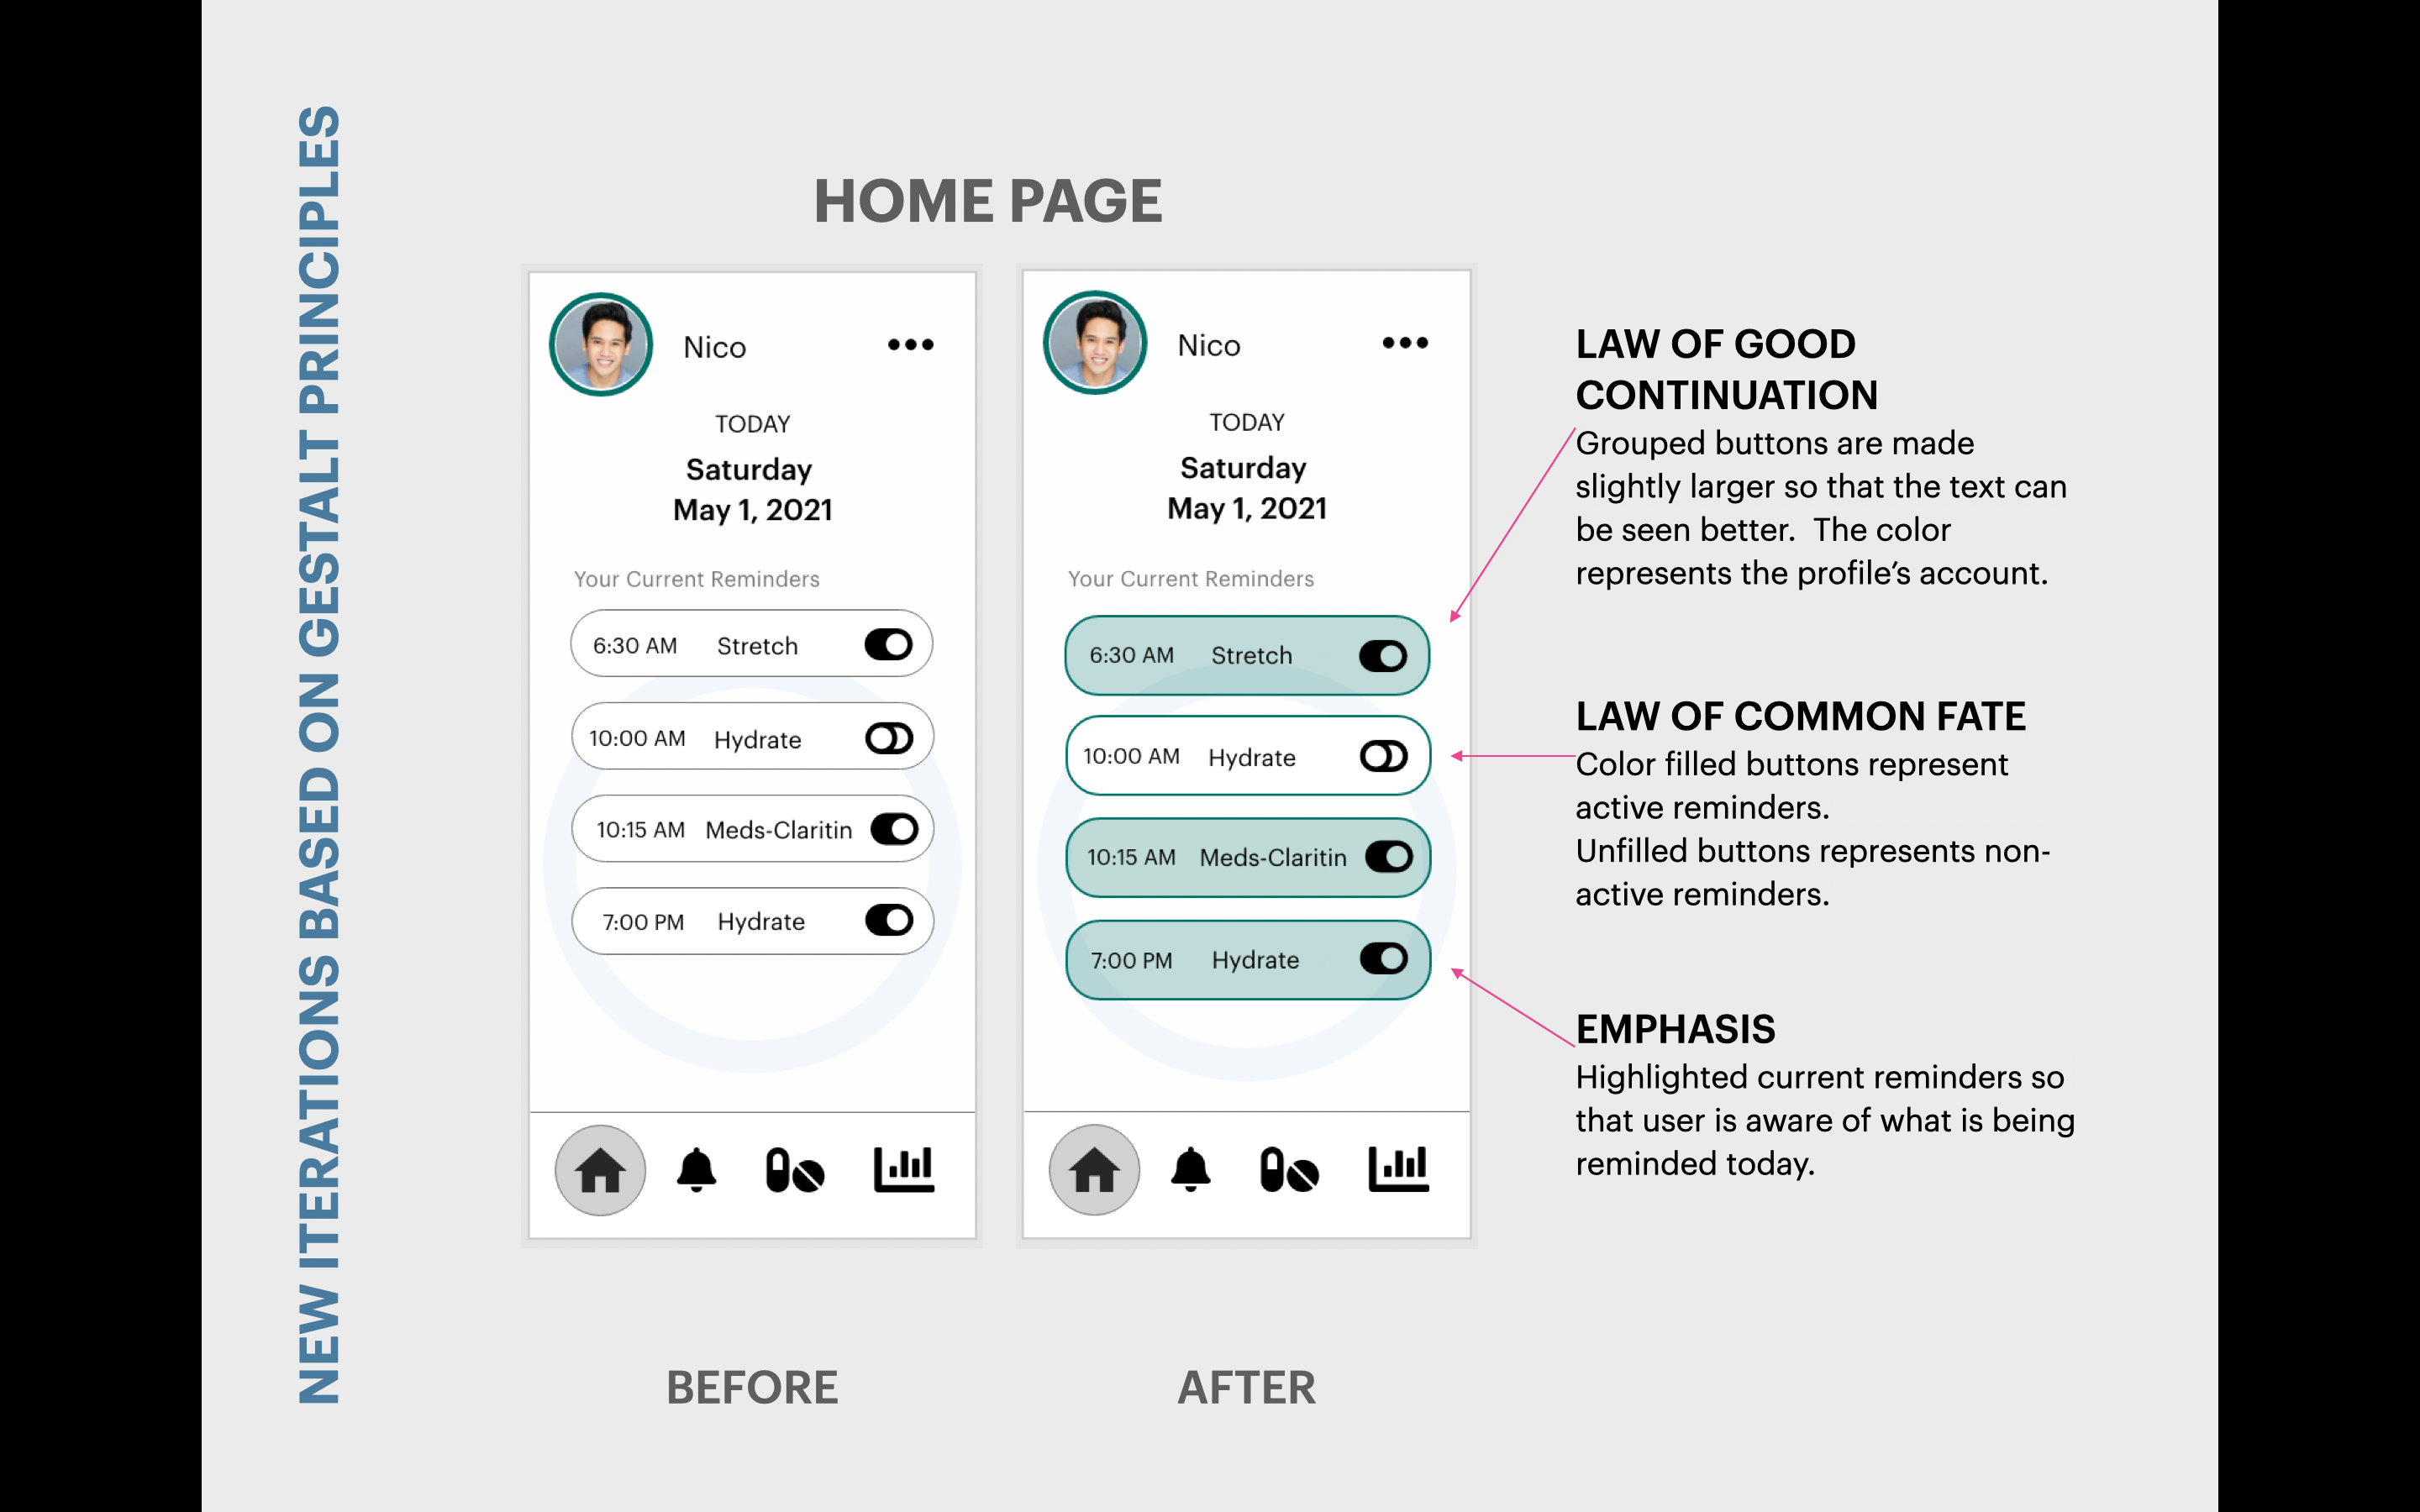 NEW ITERATIONS BASED ON GESTALT PRINCIPLES
HOME PAGE
Nico
TODAY
Saturday
May 1, 2021
Your Current Reminders
6:30 AM Stretch
10:00 AM Hydrate
10:15 AM Meds-Claritin
7:00 PM Hydrate
BEFORE
Nico
TODAY
Saturday
May 1, 2021
Your Current Reminders
6:30 AM Stretch
10:00 AM Hydrate
10:15 AM Meds-Claritin
7:00 PM Hydrate
AFTER
LAW OF GOOD
CONTINUATION
Grouped buttons are made
slightly larger so that the text can
be seen better.  The color
represents the profile’s account.
LAW OF COMMON FATE
Color filled buttons represent
active reminders.
Unfilled buttons represents non-
active reminders.
EMPHASIS
Highlighted current reminders so
that user is aware of what is being
reminded today.